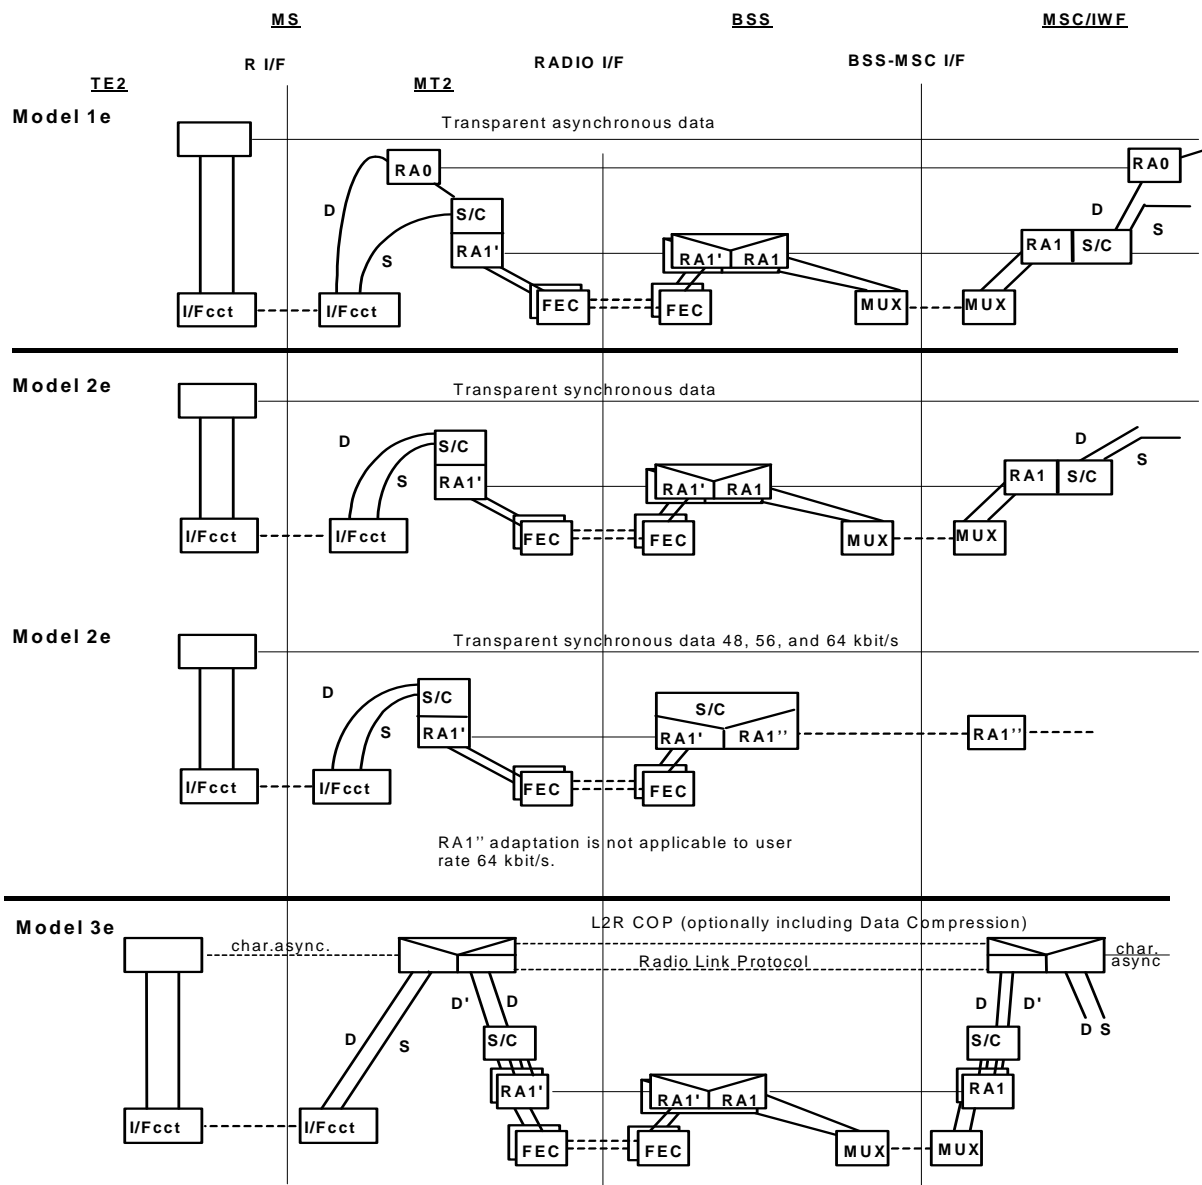 MS BSS MSC/IWF
R I/F RADIO I/F BSS-MSC I/F
TE2 MT2
Model 1e
Transparent asynchronous data
RA0 RA0
D S/C D
RA1' S RA1' RA1 RA1 S/C S
I/Fcct I/Fcct FEC FEC MUX MUX
Model 2e
Transparent synchronous data
D S/C D
S RA1' RA1' RA1 RA1 S/C S
I/Fcct I/Fcct FEC FEC MUX MUX
Model 2e
Transparent synchronous data 48, 56, and 64 kbit/s
D S/C S/C
S RA1' RA1' RA1'' RA1''
I/Fcct I/Fcct FEC FEC
RA1'' adaptation is not applicable to user
rate 64 kbit/s.
Model 3e
L2R COP (optionally including Data Compression)
char.async. char.
async
Radio Link Protocol
D' D D D'
D S S/C S/C D S
RA1' RA1' RA1 RA1
I/Fcct I/Fcct FEC FEC MUX MUX